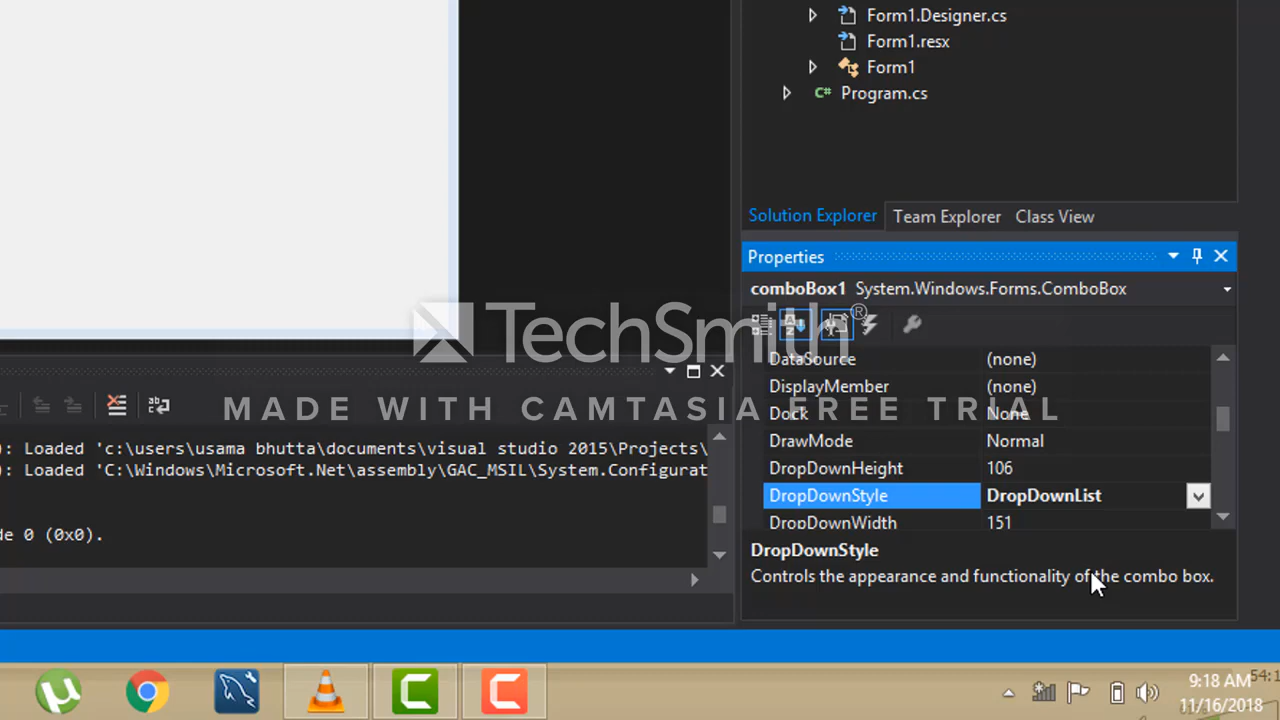 Form1.Designer.cs
Form1.resx
Form1
C# Program.cs
Solution Explorer Team Explorer Class View
Properties
comboBox1 System.Windows.Forms.ComboBox
TechSmith®
MADE WITH CAMTASIA FREE TRIAL
DataSource (none)
DisplayMember (none)
Dock None
DrawMode Normal
DropDownHeight 106
DropDownStyle DropDownList
DropDownWidth 151
DropDownStyle
Controls the appearance and functionality of the combo box.
): Loaded 'c:\users\usama bhutta\documents\visual studio 2015\Projects\
): Loaded 'C:\Windows\Microsoft.Net\assembly\GAC_MSIL\System.Configurat
de 0 (0x0).
9:18 AM
11/16/2018